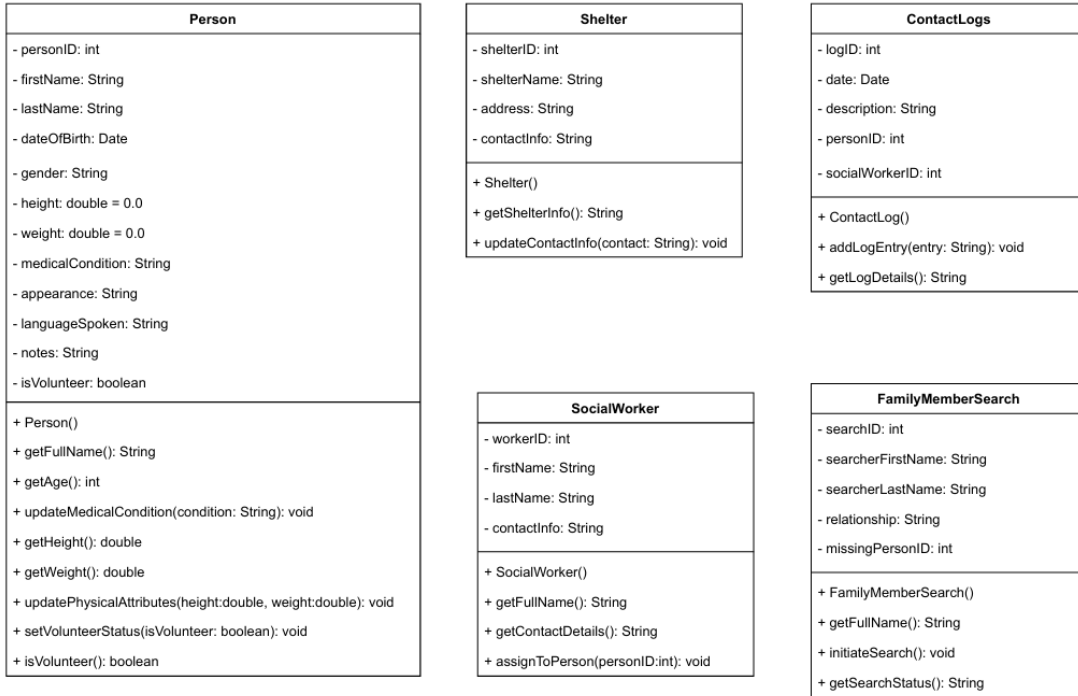 Person
- personID: int
- firstName: String
- lastName: String
- dateOfBirth: Date
- gender: String
- height: double = 0.0
- weight: double = 0.0
- medicalCondition: String
- appearance: String
- languageSpoken: String
- notes: String
- isVolunteer: boolean
+ Person()
+ getFullName(): String
+ getAge(): int
+ updateMedicalCondition(condition: String): void
+ getHeight(): double
+ getWeight(): double
+ updatePhysicalAttributes(height:double, weight:double): void
+ setVolunteerStatus(isVolunteer: boolean): void
+ isVolunteer(): boolean
Shelter
- shelterID: int
- shelterName: String
- address: String
- contactInfo: String
+ Shelter()
+ getShelterInfo(): String
+ updateContactInfo(contact: String): void
ContactLogs
- logID: int
- date: Date
- description: String
- personID: int
- socialWorkerID: int
+ ContactLog()
+ addLogEntry(entry: String): void
+ getLogDetails(): String
SocialWorker
- workerID: int
- firstName: String
- lastName: String
- contactInfo: String
+ SocialWorker()
+ getFullName(): String
+ getContactDetails(): String
+ assignToPerson(personID:int): void
FamilyMemberSearch
- searchID: int
- searcherFirstName: String
- searcherLastName: String
- relationship: String
- missingPersonID: int
+ FamilyMemberSearch()
+ getFullName(): String
+ initiateSearch(): void
+ getSearchStatus(): String